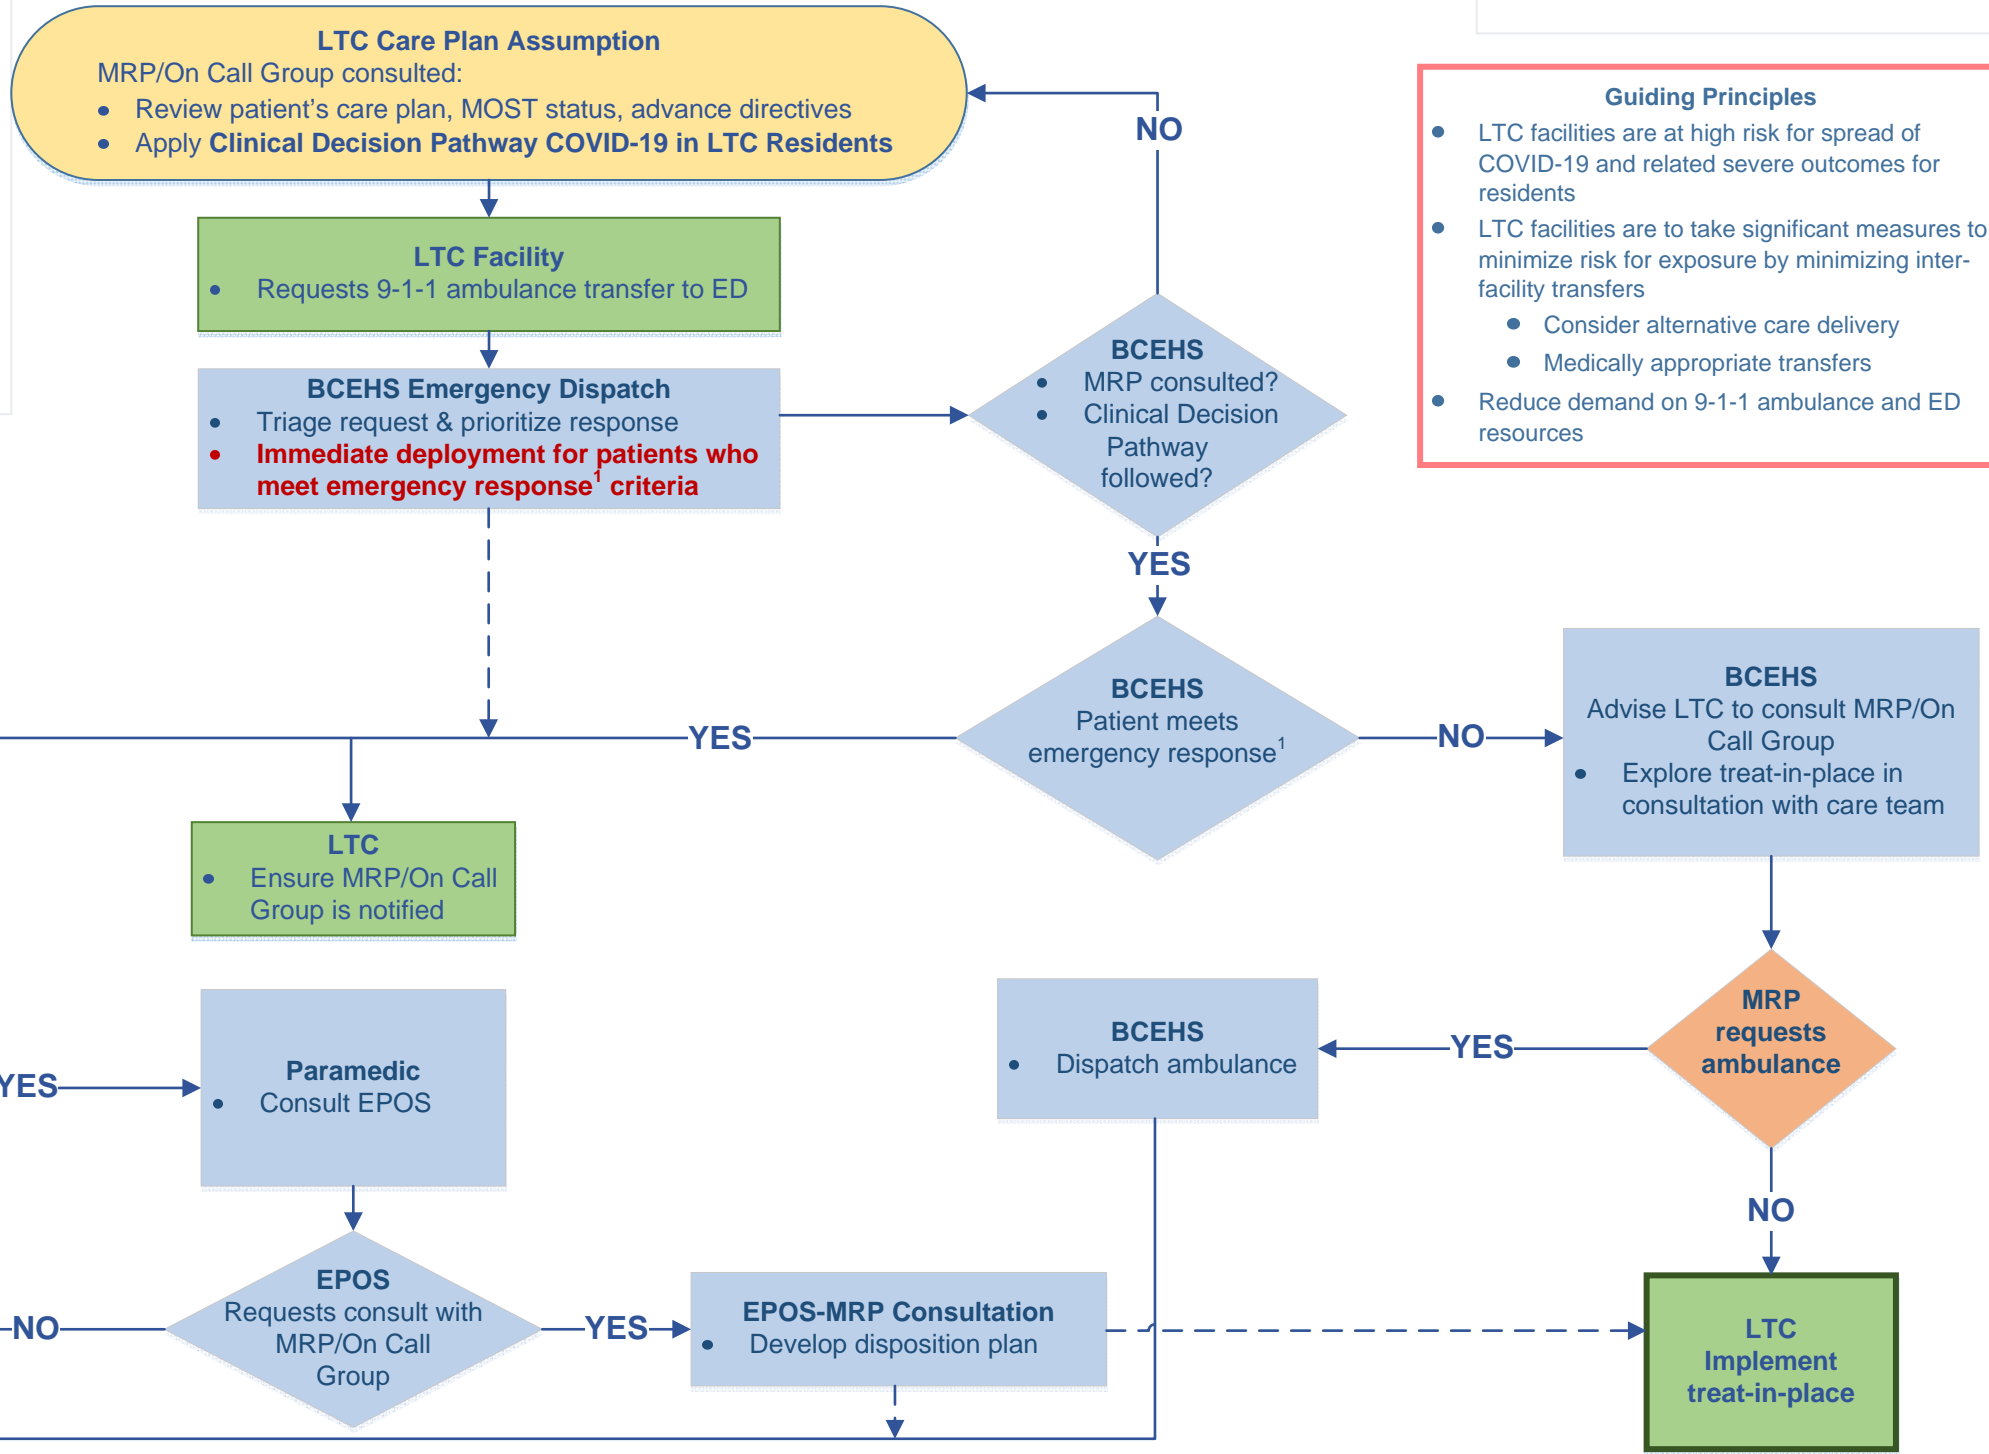 LTC Care Plan Assumption
MRP/On Call Group consulted:
• Review patient's care plan, MOST status, advance directives
• Apply Clinical Decision Pathway COVID-19 in LTC Residents
NO
Guiding Principles
• LTC facilities are at high risk for spread of
COVID-19 and related severe outcomes for
residents
• LTC facilities are to take significant measures to
minimize risk for exposure by minimizing inter-
facility transfers
• Consider alternative care delivery
• Medically appropriate transfers
• Reduce demand on 9-1-1 ambulance and ED
resources
LTC Facility
• Requests 9-1-1 ambulance transfer to ED
BCEHS Emergency Dispatch
• Triage request & prioritize response
• Immediate deployment for patients who
meet emergency response¹ criteria
BCEHS
• MRP consulted?
• Clinical Decision
Pathway
followed?
YES
BCEHS
Patient meets
emergency response¹
YES
NO
BCEHS
Advise LTC to consult MRP/On
Call Group
• Explore treat-in-place in
consultation with care team
LTC
• Ensure MRP/On Call
Group is notified
MRP
requests
ambulance
YES
BCEHS
• Dispatch ambulance
YES
Paramedic
• Consult EPOS
NO
EPOS
Requests consult with
MRP/On Call
Group
NO
YES
EPOS-MRP Consultation
• Develop disposition plan
LTC
Implement
treat-in-place